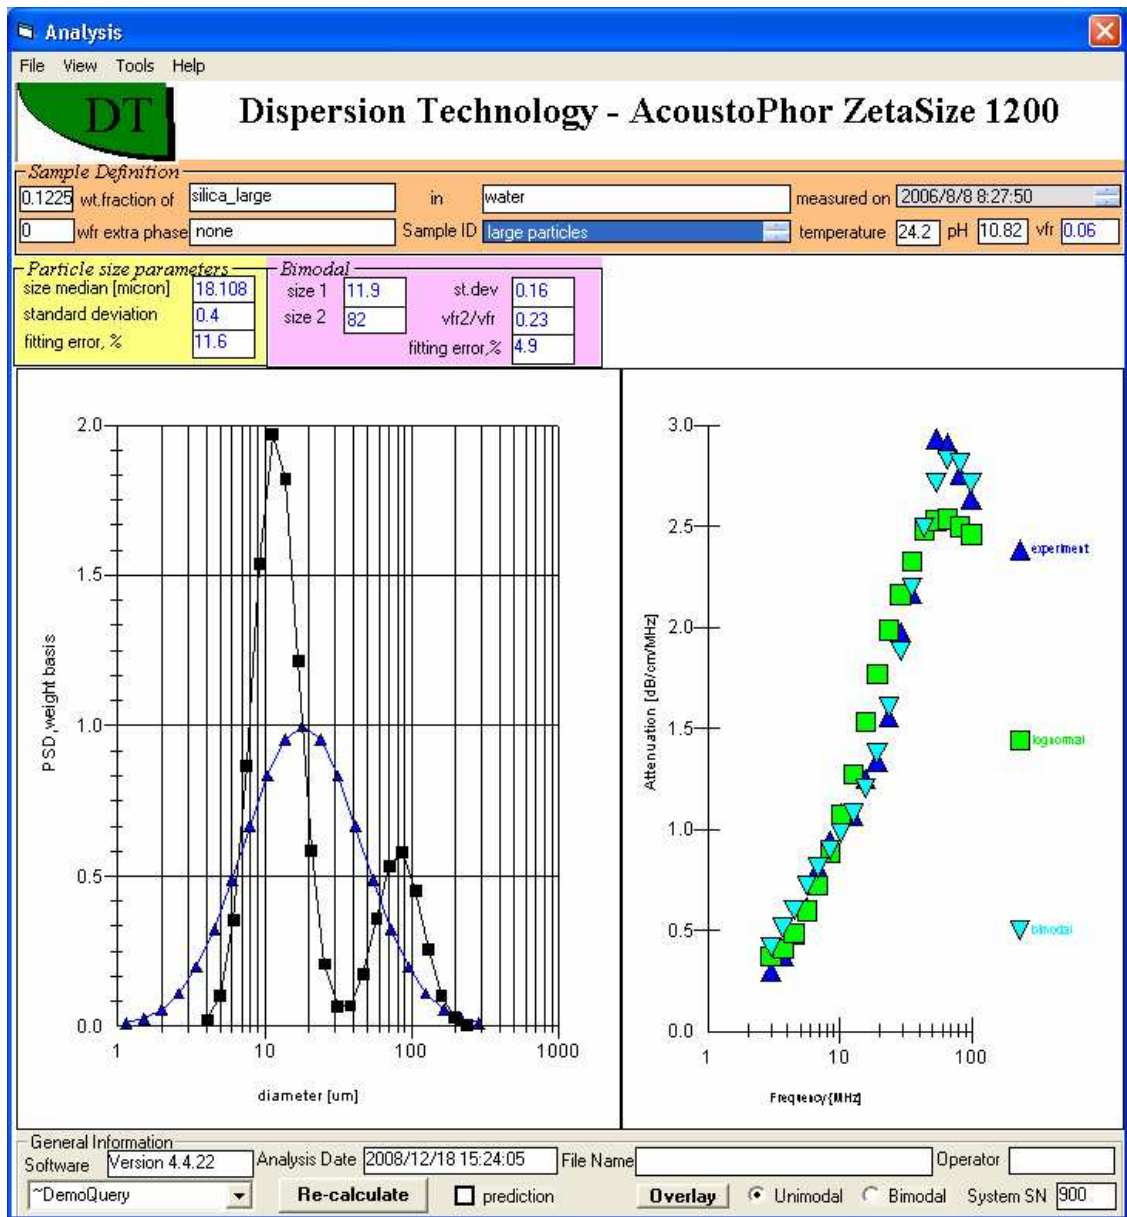 Analysis
File View Tools Help
DT Dispersion Technology - AcoustoPhor ZetaSize 1200
Sample Definition
0.1225 wt.fraction of silica_large in water measured on 2006/8/8 8:27:50
0 wfr extra phase none Sample ID large particles temperature 24.2 pH 10.82 vfr 0.06
Particle size parameters Bimodal
size median [micron] 18.108 size 1 11.9 st.dev 0.16
standard deviation 0.4 size 2 82 vfr2/vfr 0.23
fitting error, % 11.6 fitting error,% 4.9
2.0
1.5
1.0
0.5
0.0
PSD,weight basis
1 10 100 1000
diameter [um]
3.0
2.5
2.0
1.5
1.0
0.5
0.0
Attenuation [dB/cm/MHz]
1 10 100
Frequency[MHz]
experiment
lognormal
bimodal
General Information
Software Version 4.4.22 Analysis Date 2008/12/18 15:24:05 File Name Operator
~DemoQuery Re-calculate prediction Overlay Unimodal Bimodal System SN 900